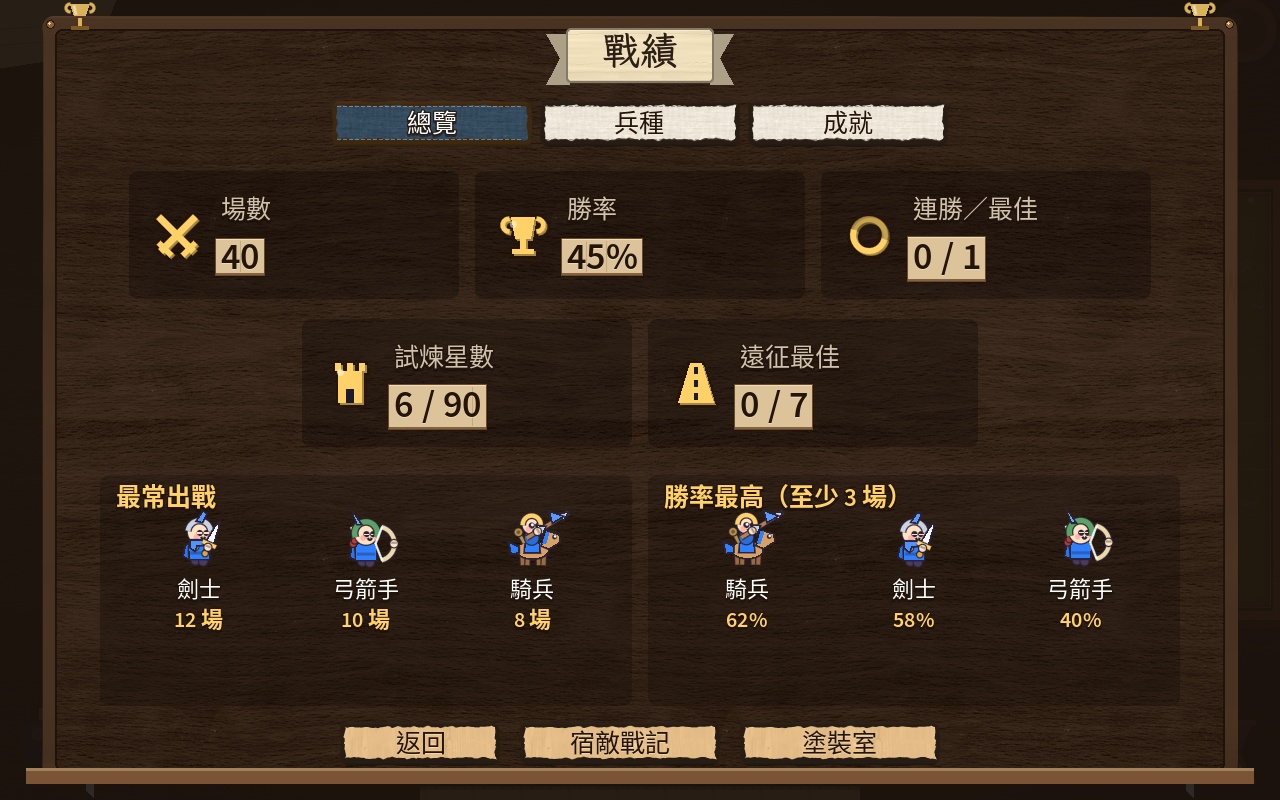 戰績
總覽
兵種
成就
場數
40
勝率
45%
連勝／最佳
0 / 1
試煉星數
6 / 90
遠征最佳
0 / 7
最常出戰
劍士
12 場
弓箭手
10 場
騎兵
8 場
勝率最高（至少 3 場）
騎兵
62%
劍士
58%
弓箭手
40%
返回
宿敵戰記
塗裝室